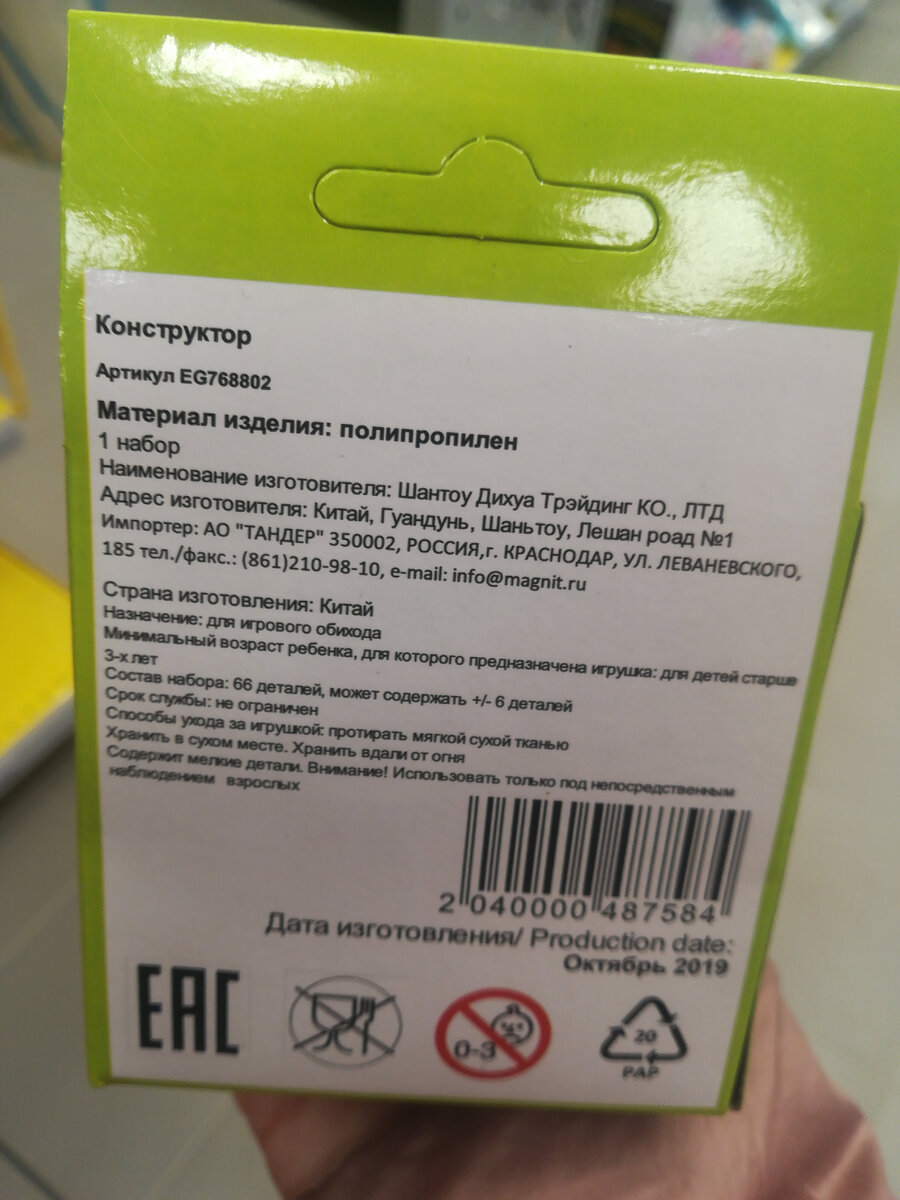 Конструктор
Артикул EG768802
Материал изделия: полипропилен
1 набор
Наименование изготовителя: Шантоу Дихуа Трэйдинг КО., ЛТД
Адрес изготовителя: Китай, Гуандунь, Шаньтоу, Лешан роад №1
Импортер: АО "ТАНДЕР" 350002, РОССИЯ,г. КРАСНОДАР, УЛ. ЛЕВАНЕВСКОГО,
185 тел./факс.: (861)210-98-10, e-mail: info@magnit.ru
Страна изготовления: Китай
Назначение: для игрового обихода
Минимальный возраст ребенка, для которого предназначена игрушка: для детей старше
3-х лет
Состав набора: 66 деталей, может содержать +/- 6 деталей
Срок службы: не ограничен
Способы ухода за игрушкой: протирать мягкой сухой тканью
Хранить в сухом месте. Хранить вдали от огня
Содержит мелкие детали. Внимание! Использовать только под непосредственным
наблюдением взрослых
2 040000 487584
Дата изготовления/ Production date:
Октябрь 2019
EAC
0-3
20
PAP